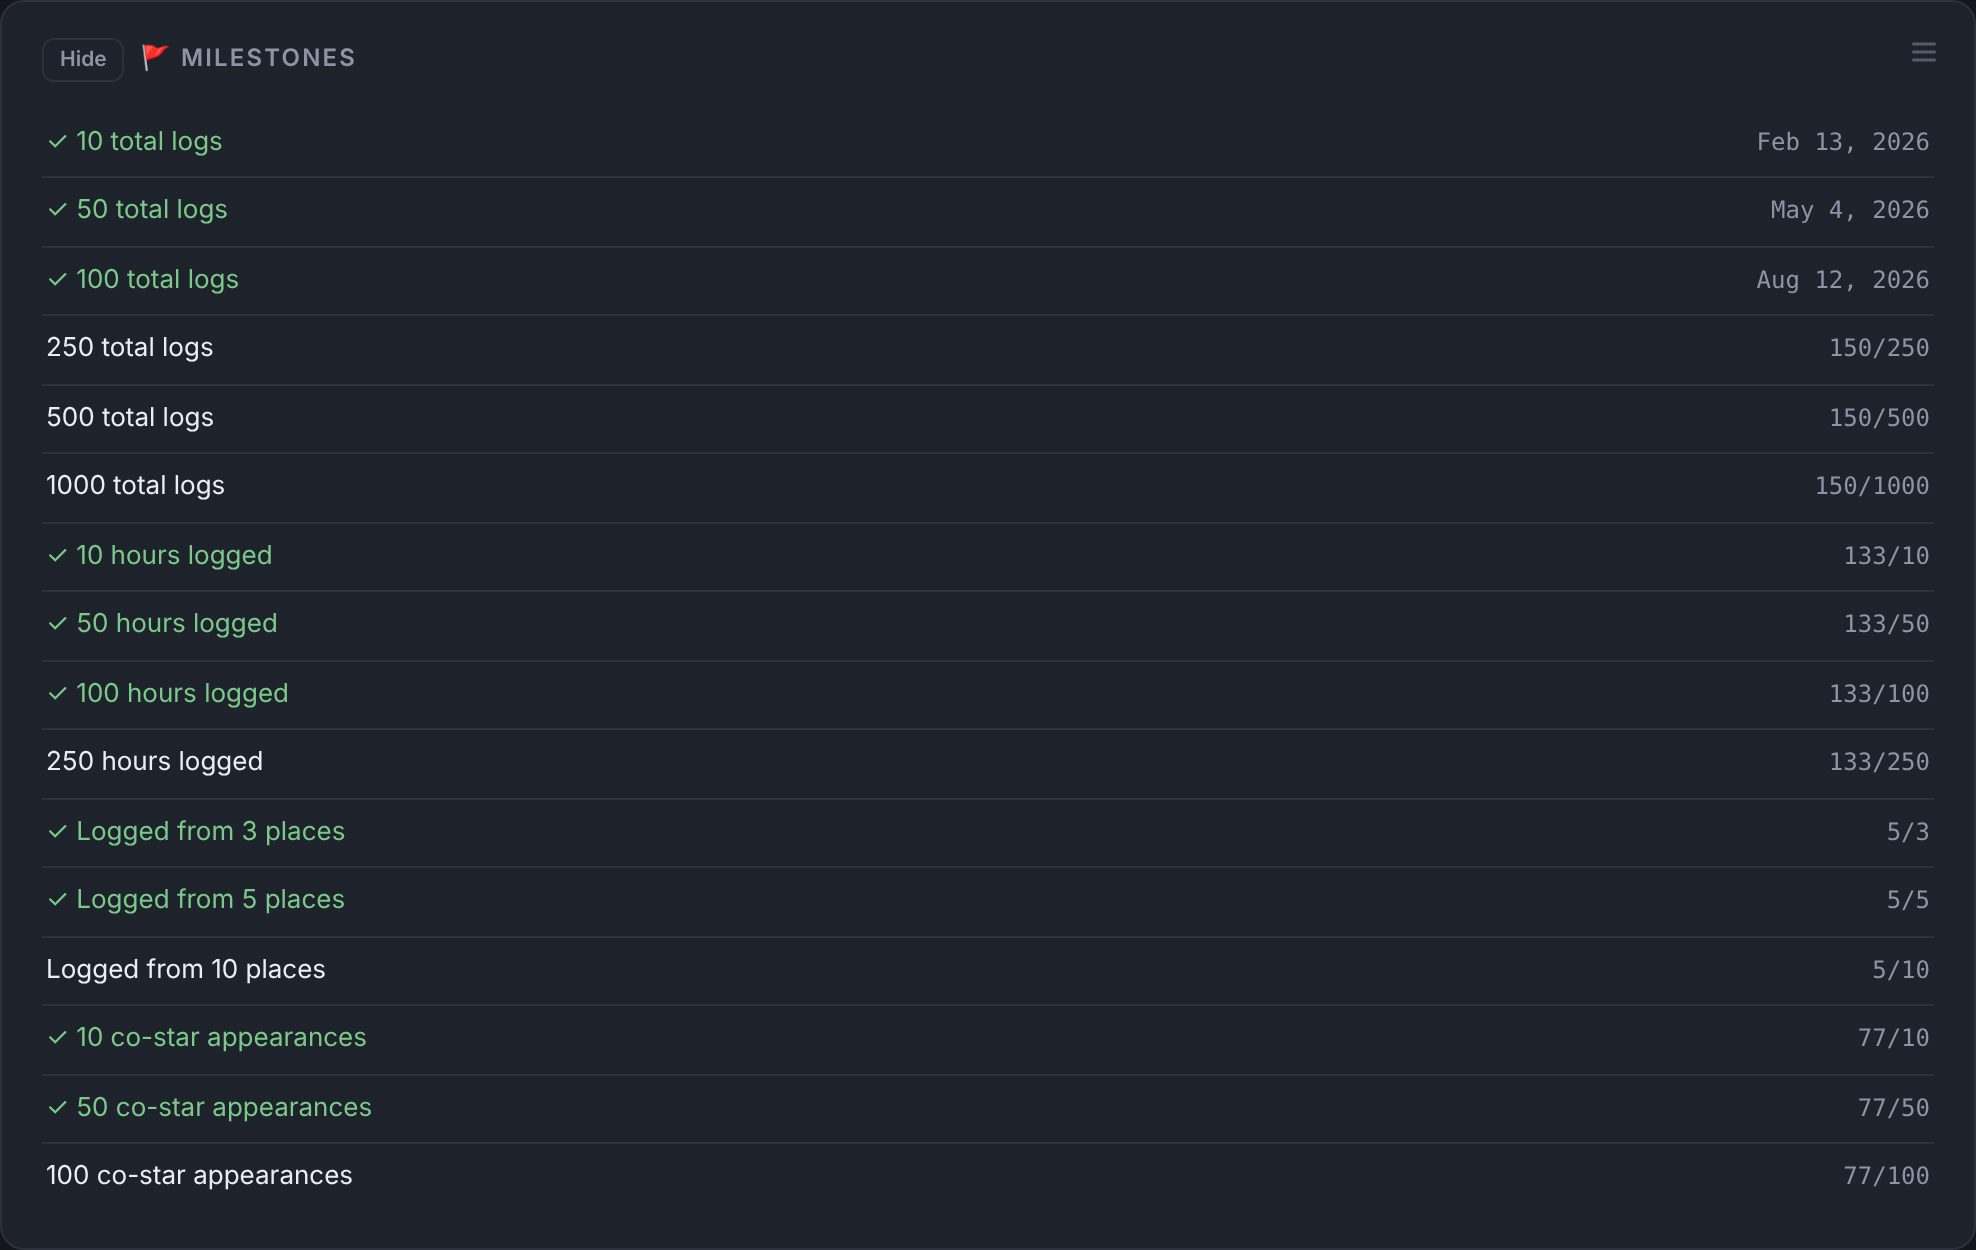 Hide 🚩 MILESTONES
✓ 10 total logs Feb 13, 2026
✓ 50 total logs May 4, 2026
✓ 100 total logs Aug 12, 2026
250 total logs 150/250
500 total logs 150/500
1000 total logs 150/1000
✓ 10 hours logged 133/10
✓ 50 hours logged 133/50
✓ 100 hours logged 133/100
250 hours logged 133/250
✓ Logged from 3 places 5/3
✓ Logged from 5 places 5/5
Logged from 10 places 5/10
✓ 10 co-star appearances 77/10
✓ 50 co-star appearances 77/50
100 co-star appearances 77/100